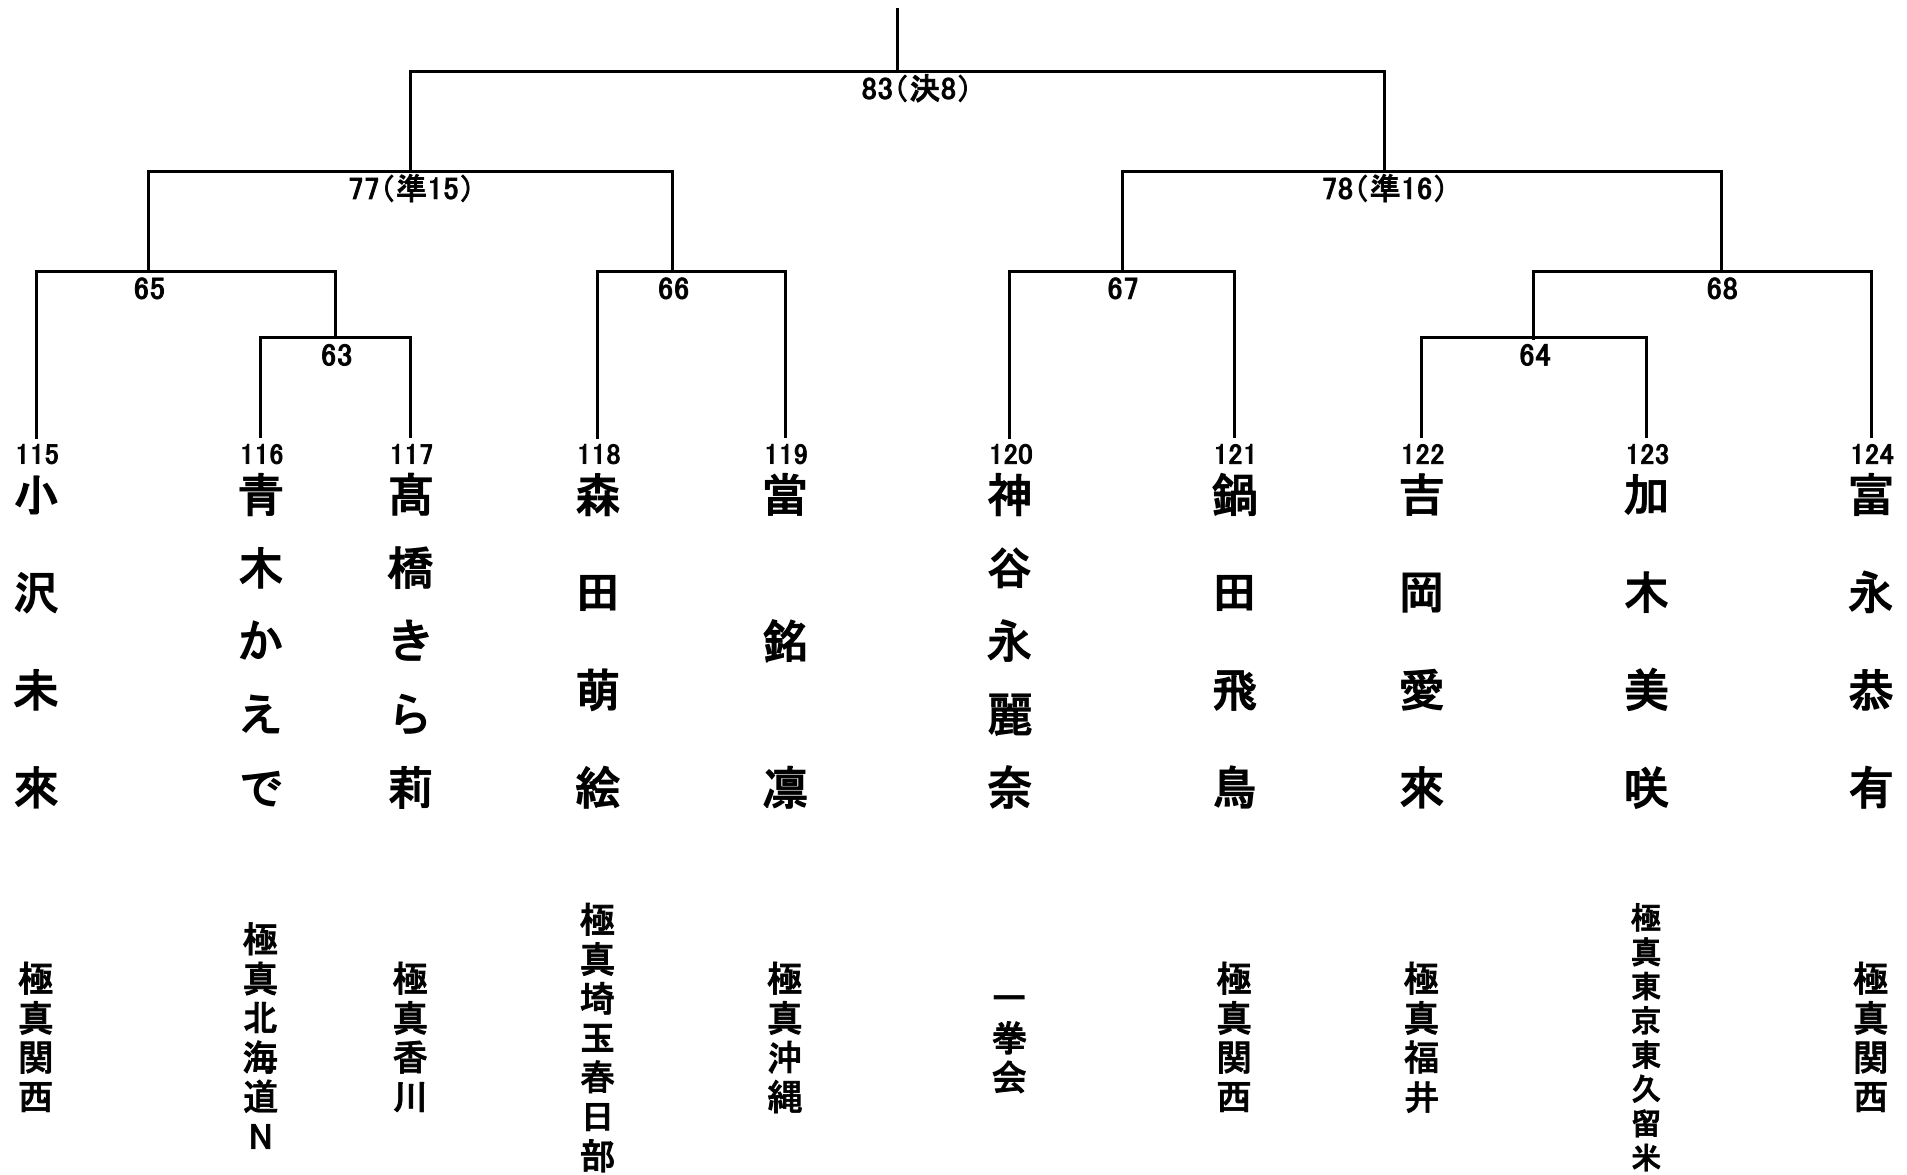 83(決8)
77(準15)
78(準16)
65
66
67
68
63
64
115
小沢未來
極真関西
116
青木かえで
極真北海道N
117
髙橋きら莉
極真香川
118
森田萌絵
極真埼玉春日部
119
當銘凛
極真沖縄
120
神谷永麗奈
一拳会
121
鍋田飛鳥
極真関西
122
吉岡愛來
極真福井
123
加木美咲
極真東京東久留米
124
富永恭有
極真関西